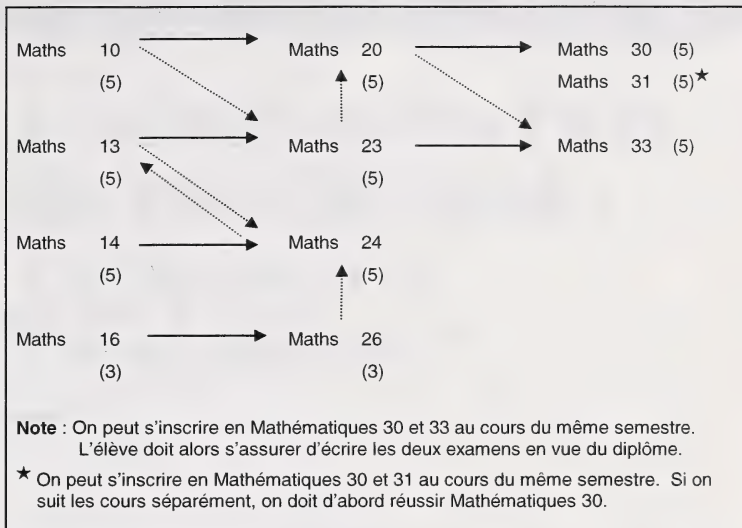 Maths 10 Maths 20 Maths 30 (5)
(5) (5) Maths 31 (5)★
Maths 13 Maths 23 Maths 33 (5)
(5) (5)
Maths 14 Maths 24
(5) (5)
Maths 16 Maths 26
(3) (3)
Note : On peut s'inscrire en Mathématiques 30 et 33 au cours du même semestre.
L'élève doit alors s'assurer d'écrire les deux examens en vue du diplôme.
★ On peut s'inscrire en Mathématiques 30 et 31 au cours du même semestre. Si on
suit les cours séparément, on doit d'abord réussir Mathématiques 30.